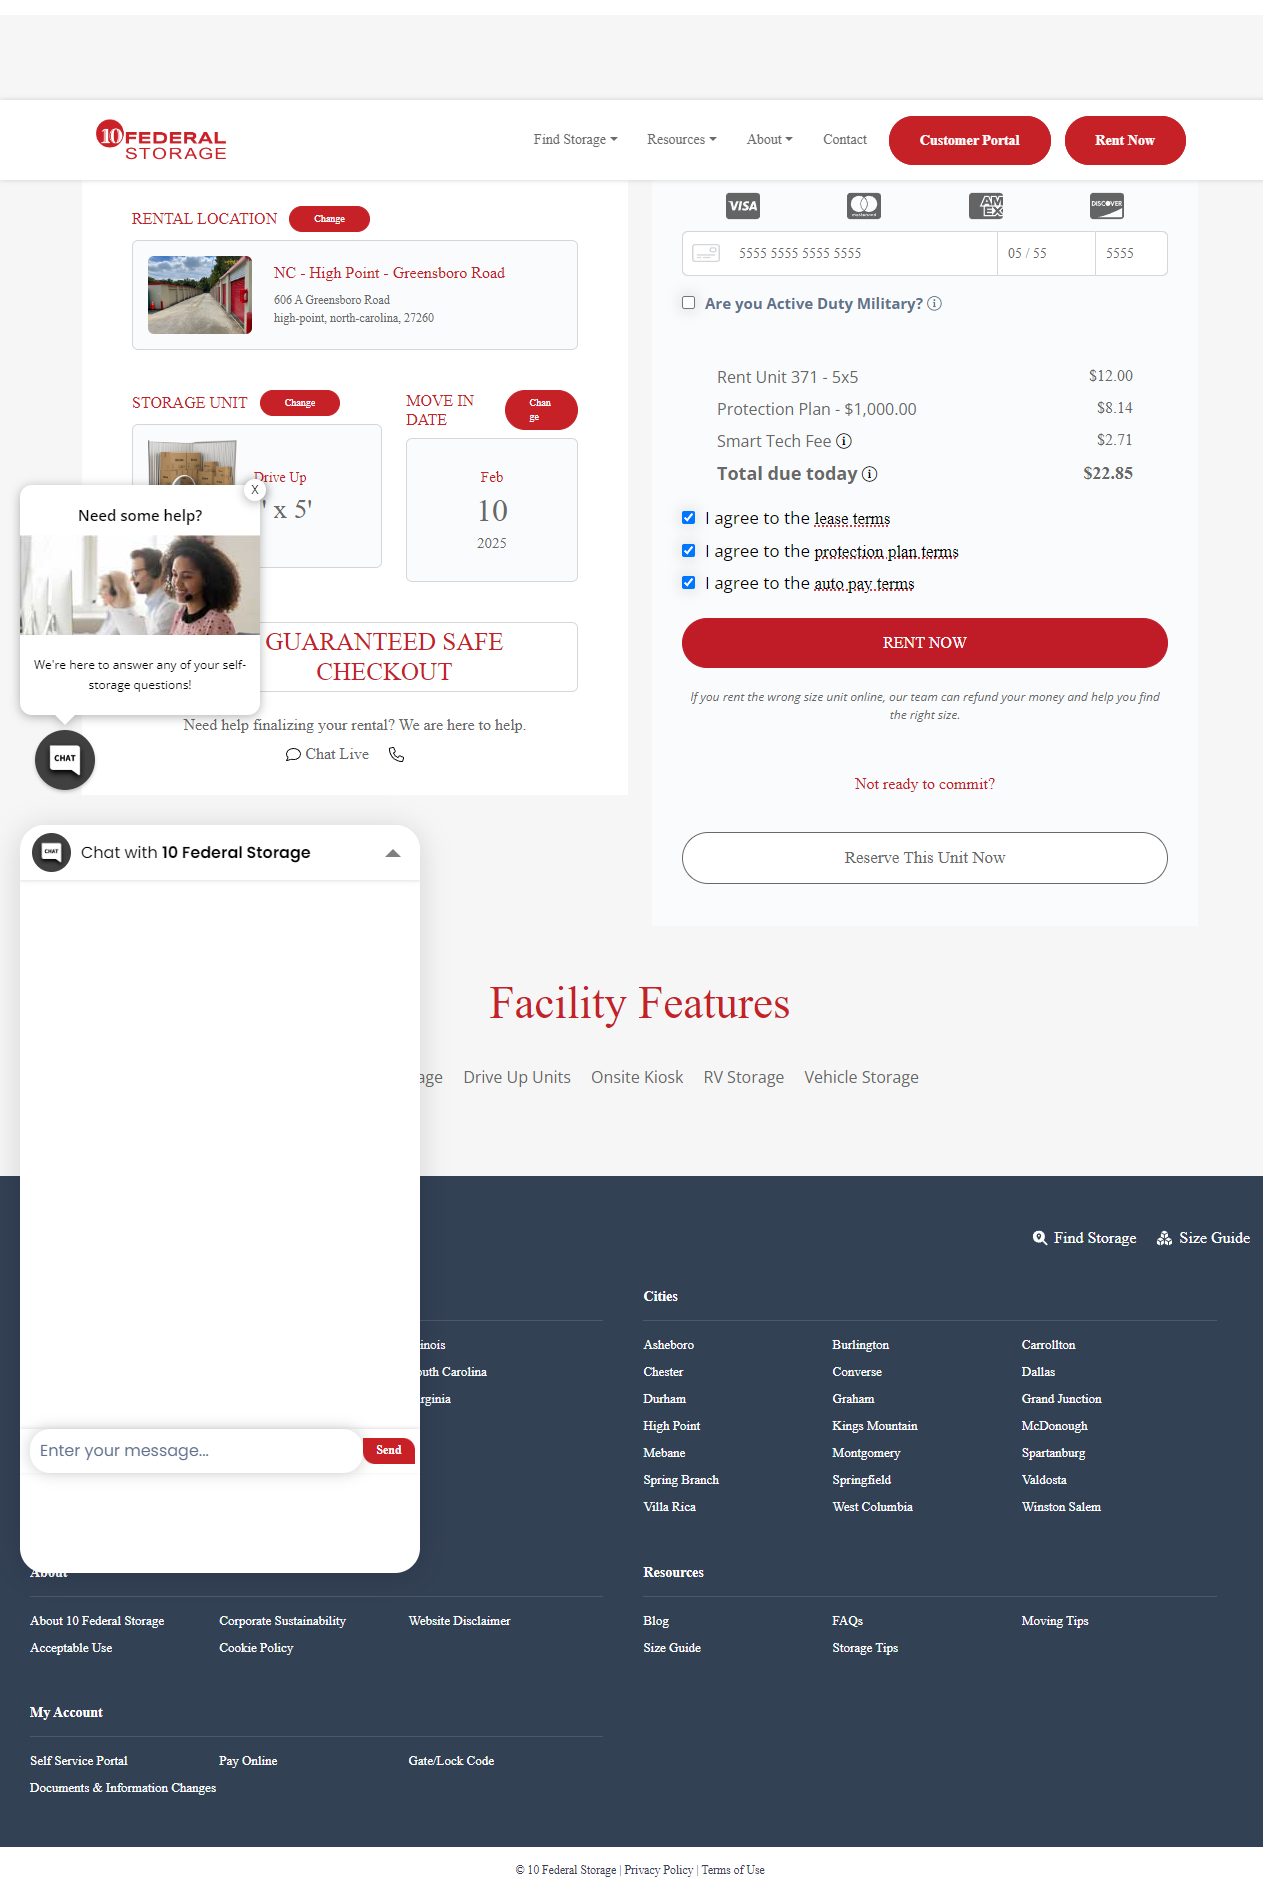 10 FEDERAL
STORAGE
Find Storage
Resources
About
Contact
Customer Portal
Rent Now
RENTAL LOCATION
Change
NC - High Point - Greensboro Road
606 A Greensboro Road
high-point, north-carolina, 27260
STORAGE UNIT
Change
Drive Up
' x 5'
MOVE IN
DATE
Chan
ge
Feb
10
2025
X
Need some help?
We're here to answer any of your self-
storage questions!
CHAT
GUARANTEED SAFE
CHECKOUT
Need help finalizing your rental? We are here to help.
Chat Live
VISA
mastercard
AM
EX
DISCOVER
5555 5555 5555 5555
05 / 55
5555
Are you Active Duty Military?
Rent Unit 371 - 5x5
$12.00
Protection Plan - $1,000.00
$8.14
Smart Tech Fee
$2.71
Total due today
$22.85
I agree to the lease terms
I agree to the protection plan terms
I agree to the auto pay terms
RENT NOW
If you rent the wrong size unit online, our team can refund your money and help you find
the right size.
Not ready to commit?
Reserve This Unit Now
CHAT
Chat with 10 Federal Storage
Enter your message...
Send
Facility Features
age
Drive Up Units
Onsite Kiosk
RV Storage
Vehicle Storage
Find Storage
Size Guide
inois
outh Carolina
rginia
Cities
Asheboro
Burlington
Carrollton
Chester
Converse
Dallas
Durham
Graham
Grand Junction
High Point
Kings Mountain
McDonough
Mebane
Montgomery
Spartanburg
Spring Branch
Springfield
Valdosta
Villa Rica
West Columbia
Winston Salem
About
About 10 Federal Storage
Corporate Sustainability
Website Disclaimer
Acceptable Use
Cookie Policy
Resources
Blog
FAQs
Moving Tips
Size Guide
Storage Tips
My Account
Self Service Portal
Pay Online
Gate/Lock Code
Documents & Information Changes
© 10 Federal Storage | Privacy Policy | Terms of Use